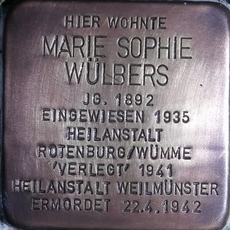 HIER WOHNTE
MARIE SOPHIE
WÜLBERS
JG. 1892
EINGEWIESEN 1935
HEILANSTALT
ROTENBURG/WÜMME
'VERLEGT' 1941
HEILANSTALT WEILMÜNSTER
ERMORDET 22.4.1942